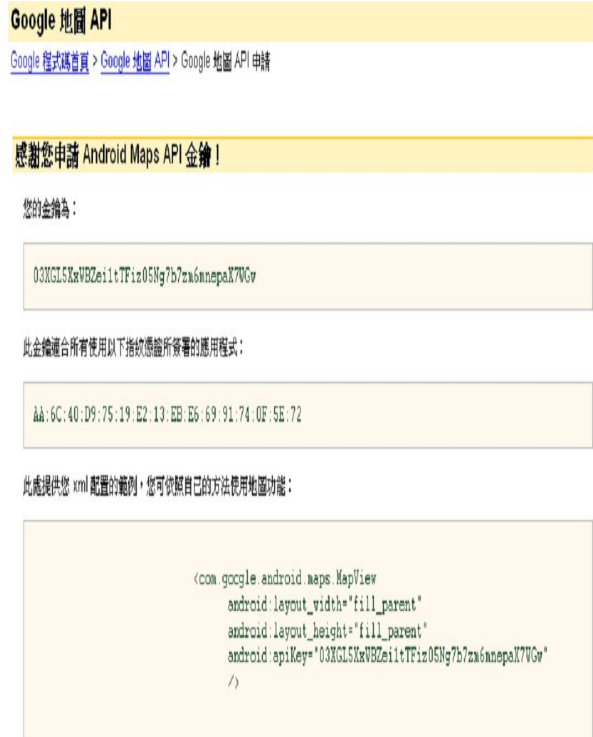 Google 地圖 API
Google 程式碼首頁 > Google 地圖 API > Google 地圖 API 申請
感謝您申請 Android Maps API 金鑰！
您的金鑰為：
03XGL5XxWBZei1tTFiz05Ng7b7zm6mnepaX7VGv
此金鑰適合所有使用以下指紋憑證所簽署的應用程式：
AA:6C:40:D9:75:19:E2:13:EB:E6:69:91:74:0F:5E:72
此處提供您 xml 配置的範例，您可依照自己的方法使用地圖功能：
<com.google.android.maps.MapView
android:layout_width="fill_parent"
android:layout_height="fill_parent"
android:apiKey="03XGL5XxWBZei1tTFiz05Ng7b7zm6mnepaX7VGv"
/>